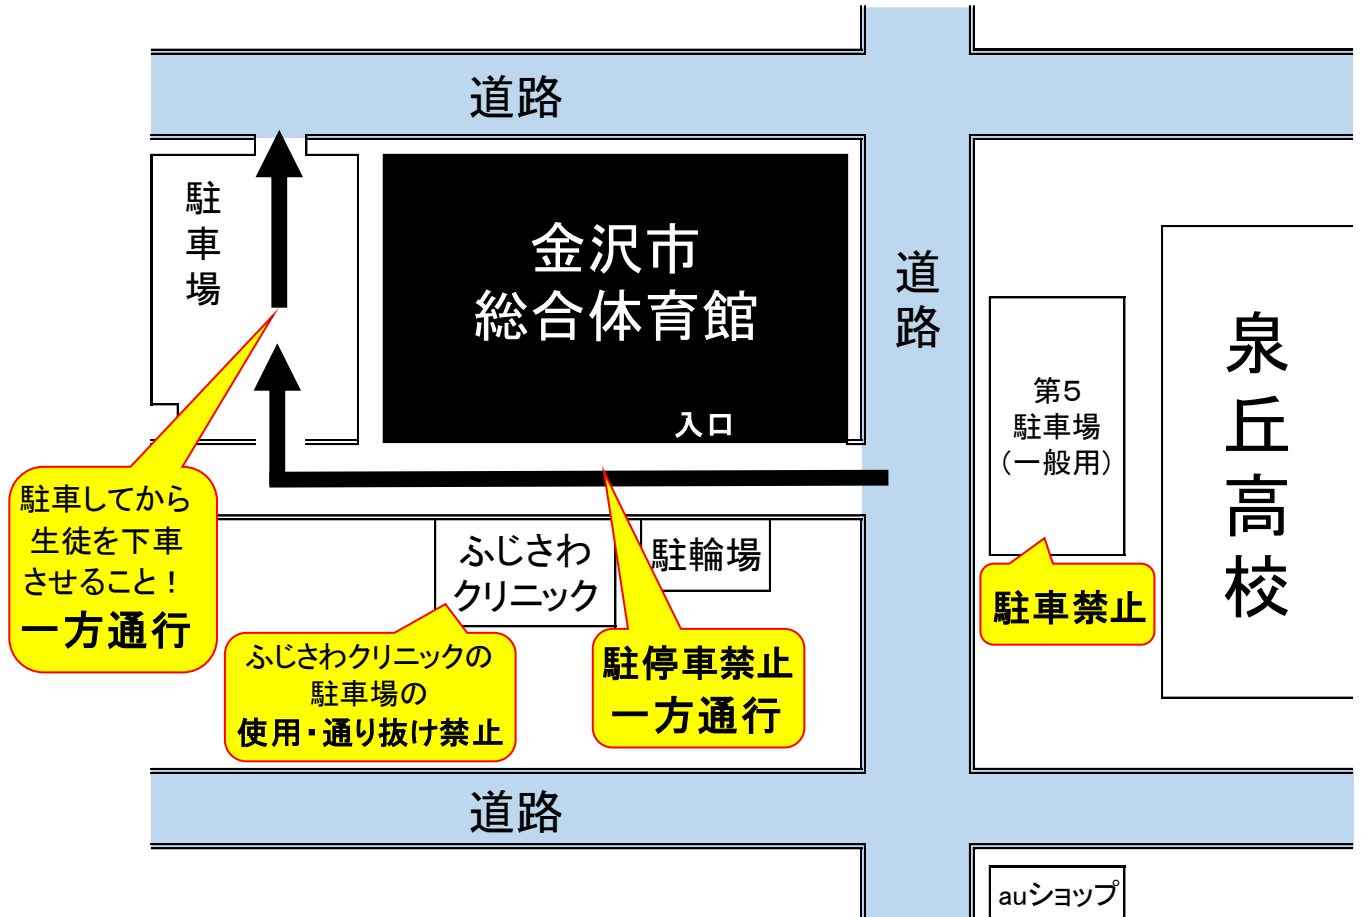 道路
駐車場
金沢市
総合体育館
入口
道路
第5
駐車場
（一般用）
泉丘高校
駐車してから
生徒を下車
させること！
一方通行
ふじさわ
クリニック
駐輪場
駐車禁止
ふじさわクリニックの
駐車場の
使用・通り抜け禁止
駐停車禁止
一方通行
道路
auショップ